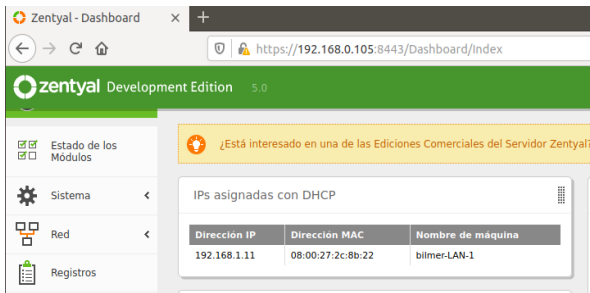 Zentyal - Dashboard
https://192.168.0.105:8443/Dashboard/Index
zentyal Development Edition 5.0
Estado de los
Módulos
¿Está interesado en una de las Ediciones Comerciales del Servidor Zentyal?
Sistema
IPs asignadas con DHCP
Red
Dirección IP Dirección MAC Nombre de máquina
192.168.1.11 08:00:27:2c:8b:22 bilmer-LAN-1
Registros